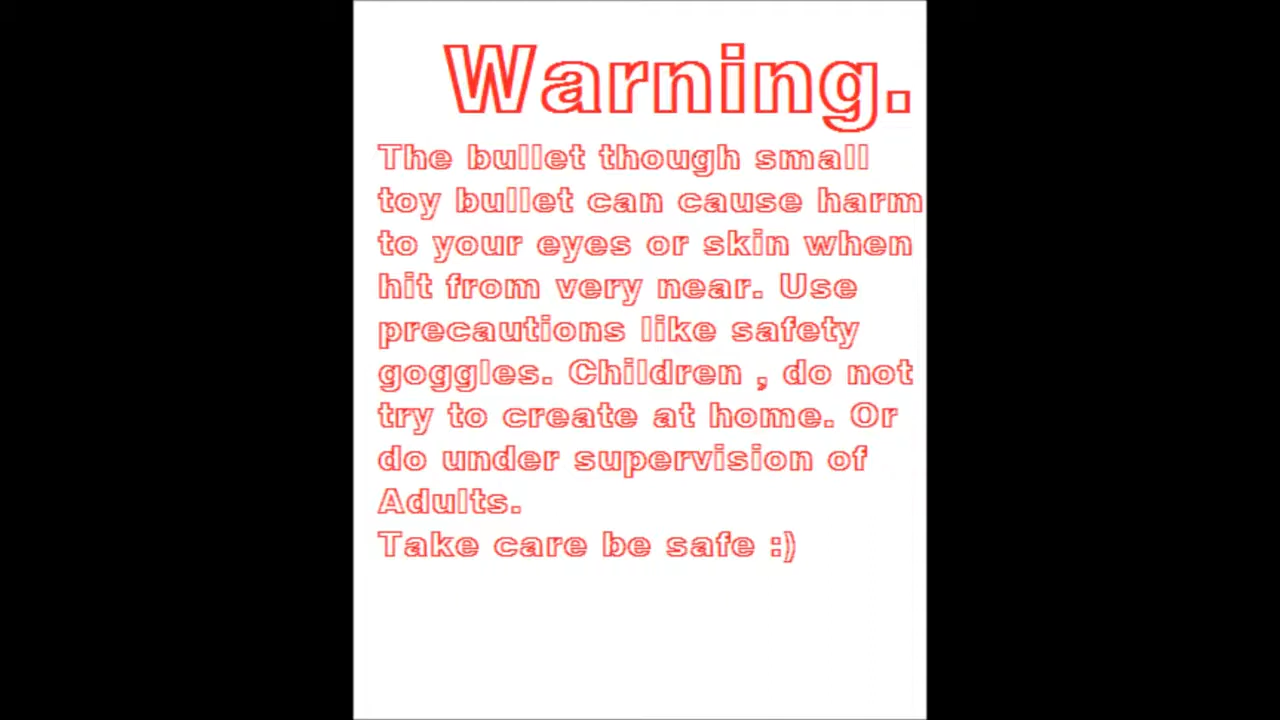 Warning.
The bullet though small
toy bullet can cause harm
to your eyes or skin when
hit from very near. Use
precautions like safety
goggles. Children , do not
try to create at home. Or
do under supervision of
Adults.
Take care be safe :)